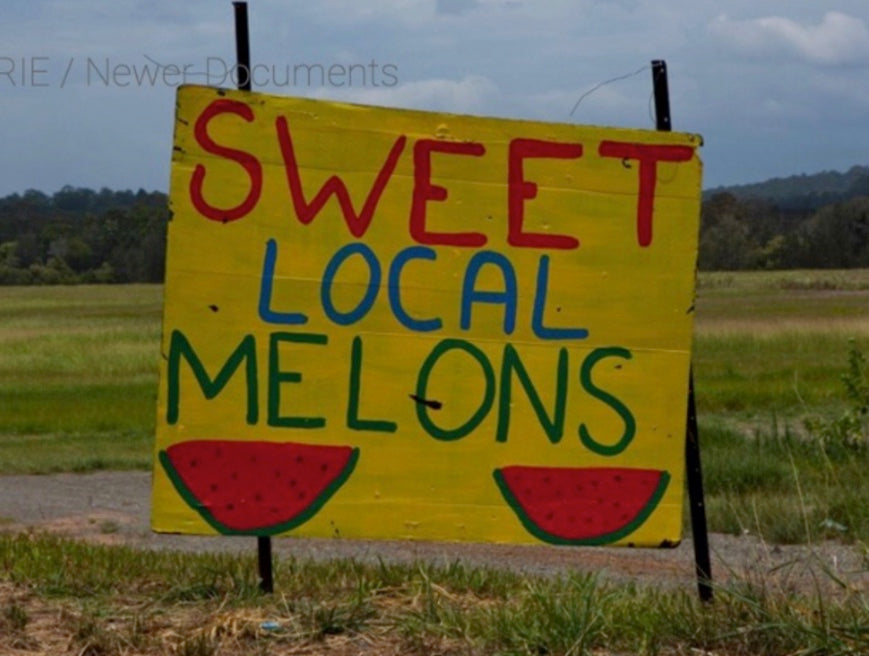 RIE / Newer Documents
SWEET
LOCAL
MELONS